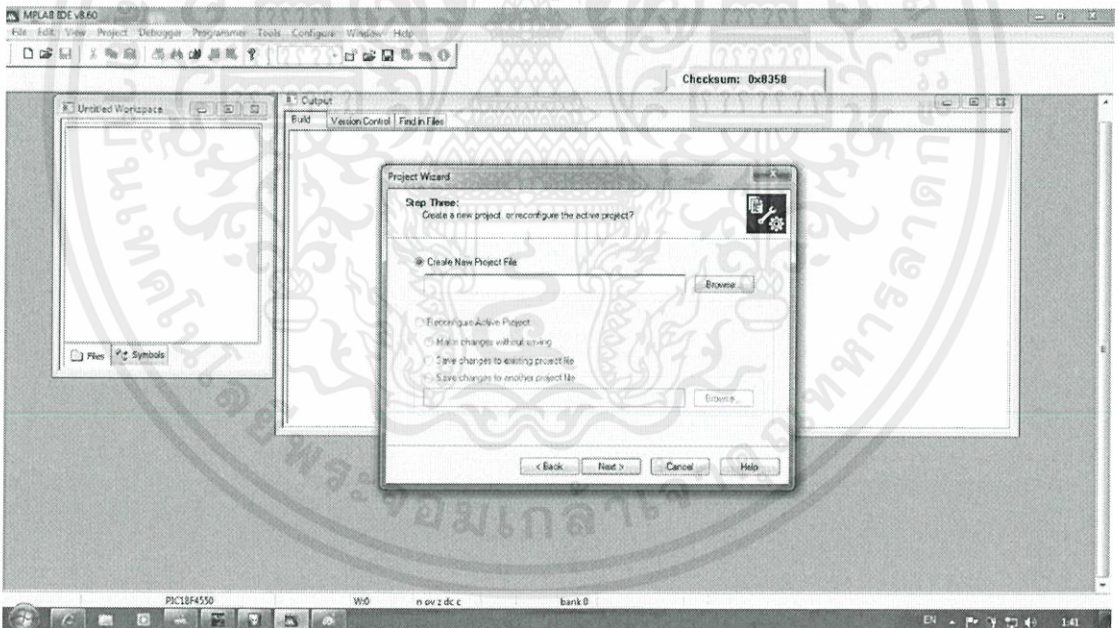 MPLAB IDE v8.60
File Edit View Project Debugger Programmer Tools Configure Window Help
Checksum: 0x8358
Untitled Workspace
Output
Build Version Control Find in Files
Project Wizard
Step Three:
Create a new project, or reconfigure the active project?
Create New Project File
Browse...
Reconfigure Active Project
Make changes without saving
Save changes to existing project file
Save changes to another project file
Browse...
< Back Next > Cancel Help
Files Symbols
PIC18F4550 W:0 n ov z dc c bank 0
EN 1:41